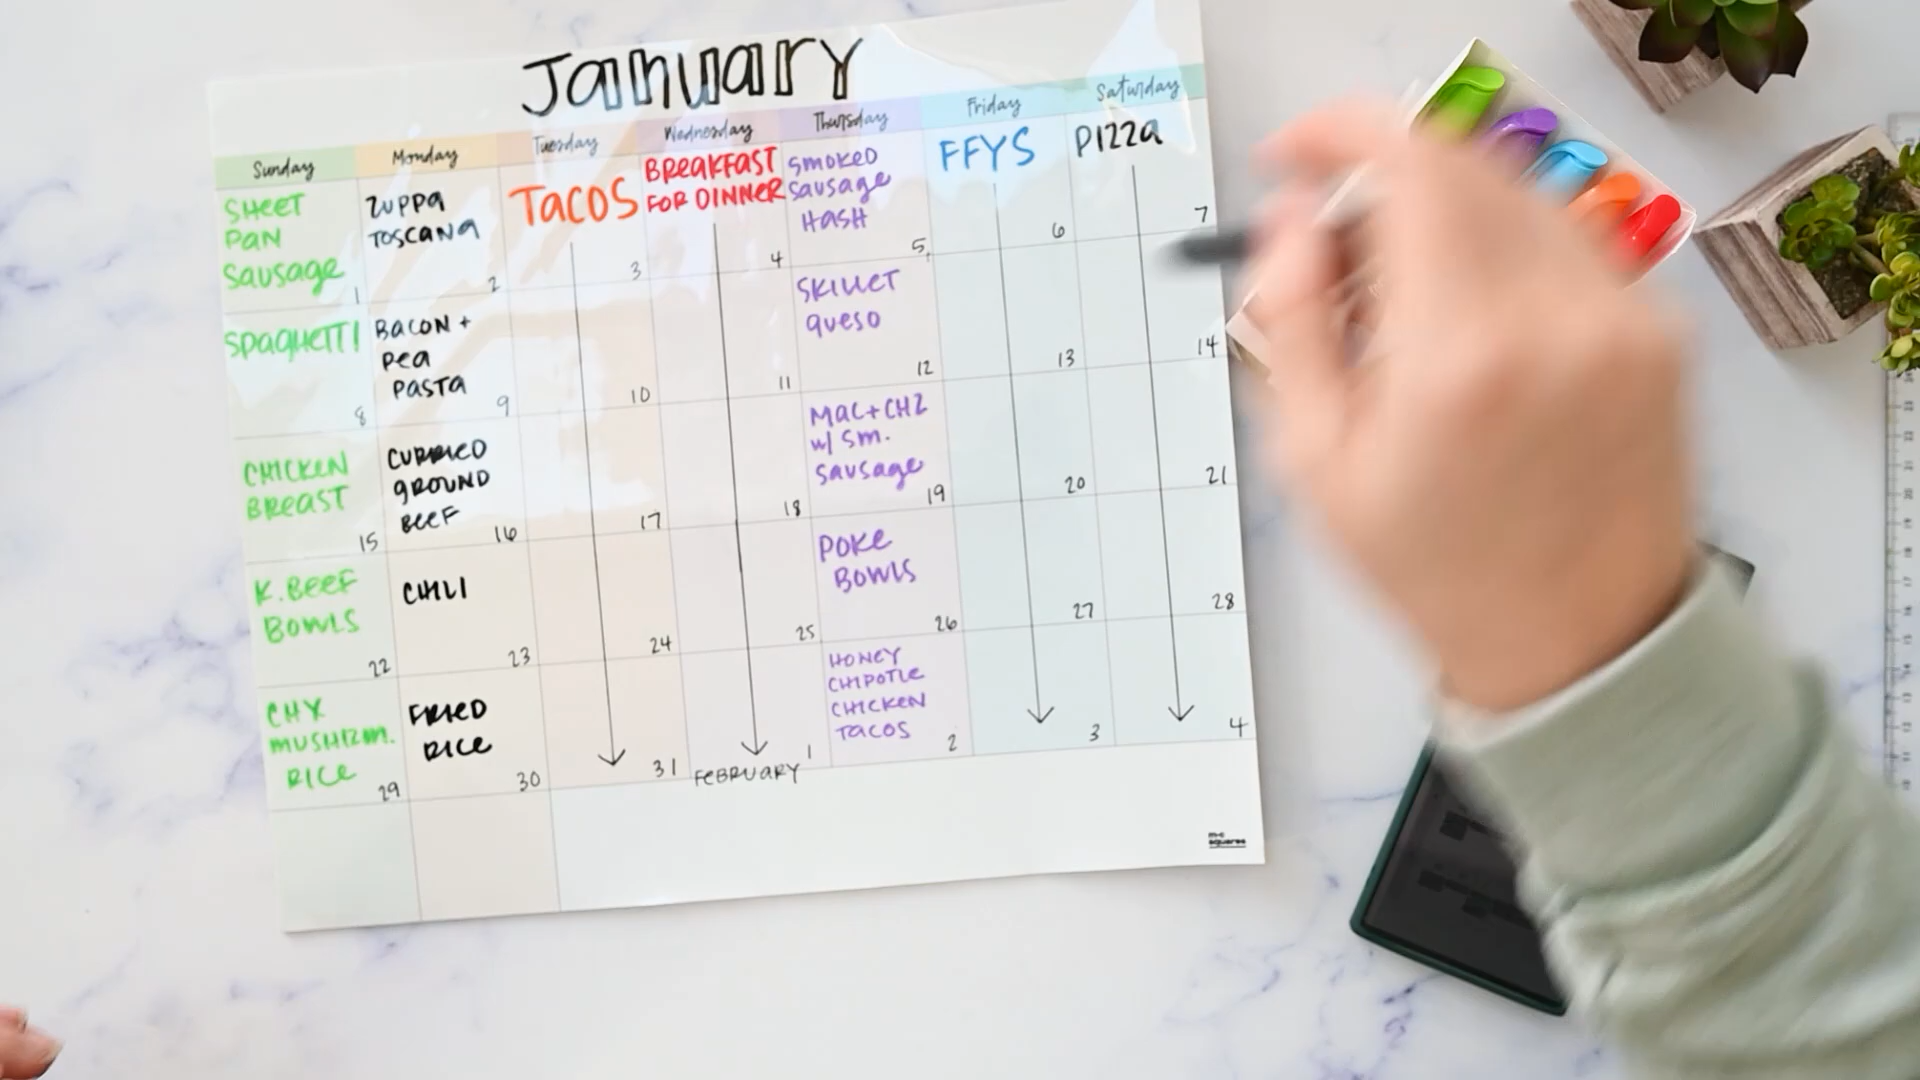 January
Sunday Monday Tuesday Wednesday Thursday Friday Saturday
SHEET
PAN
SAUSAGE
1
ZUPPA
TOSCANA
2
TACOS
3
BREAKFAST
FOR DINNER
4
SMOKED
SAUSAGE
HASH
5
FFYS
6
PIZZA
7
SPAGHETTI
8
BACON +
PEA
PASTA
9
10
11
SKILLET
QUESO
12
13
14
CHICKEN
BREAST
15
CURRIED
GROUND
BEEF
16
17
18
MAC+CHZ
W/ SM.
SAUSAGE
19
20
21
K. BEEF
BOWLS
22
CHILI
23
24
25
POKE
BOWLS
26
27
28
CHX
MUSHRM.
RICE
29
FRIED
RICE
30
31
FEBRUARY
1
HONEY
CHIPOTLE
CHICKEN
TACOS
2
3
4
m·c
squares